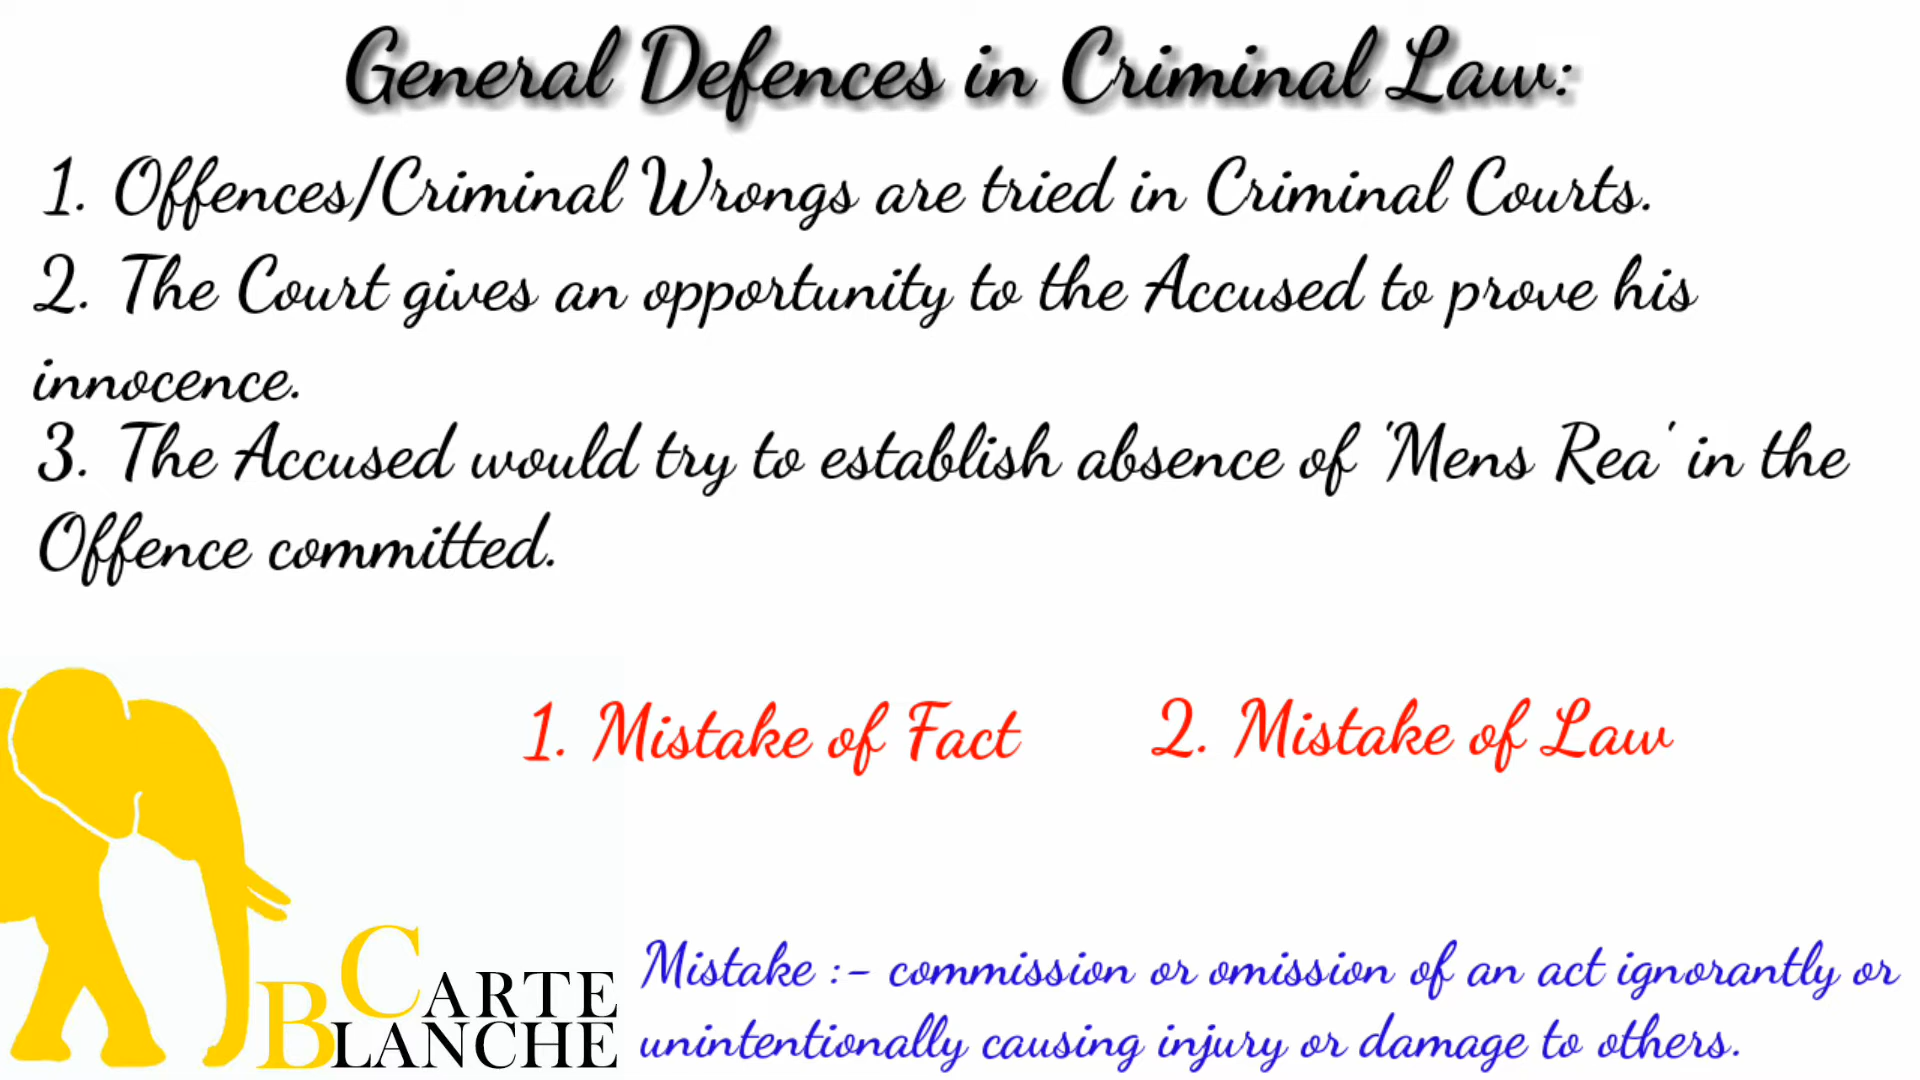 General Defences in Criminal Law:
1. Offences/Criminal Wrongs are tried in Criminal Courts.
2. The Court gives an opportunity to the Accused to prove his
innocence.
3. The Accused would try to establish absence of 'Mens Rea' in the
Offence committed.
1. Mistake of Fact
2. Mistake of Law
CARTE
BLANCHE
Mistake :- commission or omission of an act ignorantly or
unintentionally causing injury or damage to others.